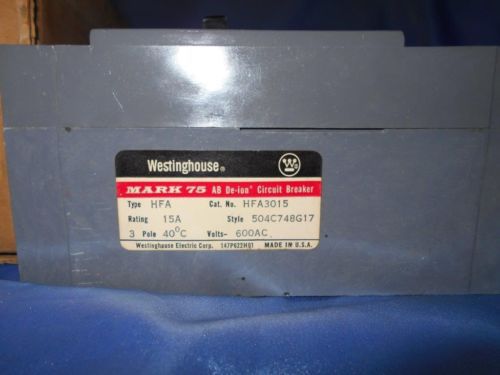 Westinghouse®
MARK 75 AB De-ion® Circuit Breaker
Type HFA Cat. No. HFA3015
Rating 15A Style 504C748G17
3 Pole 40°C Volts- 600AC
Westinghouse Electric Corp. 147P622H01 MADE IN U.S.A.